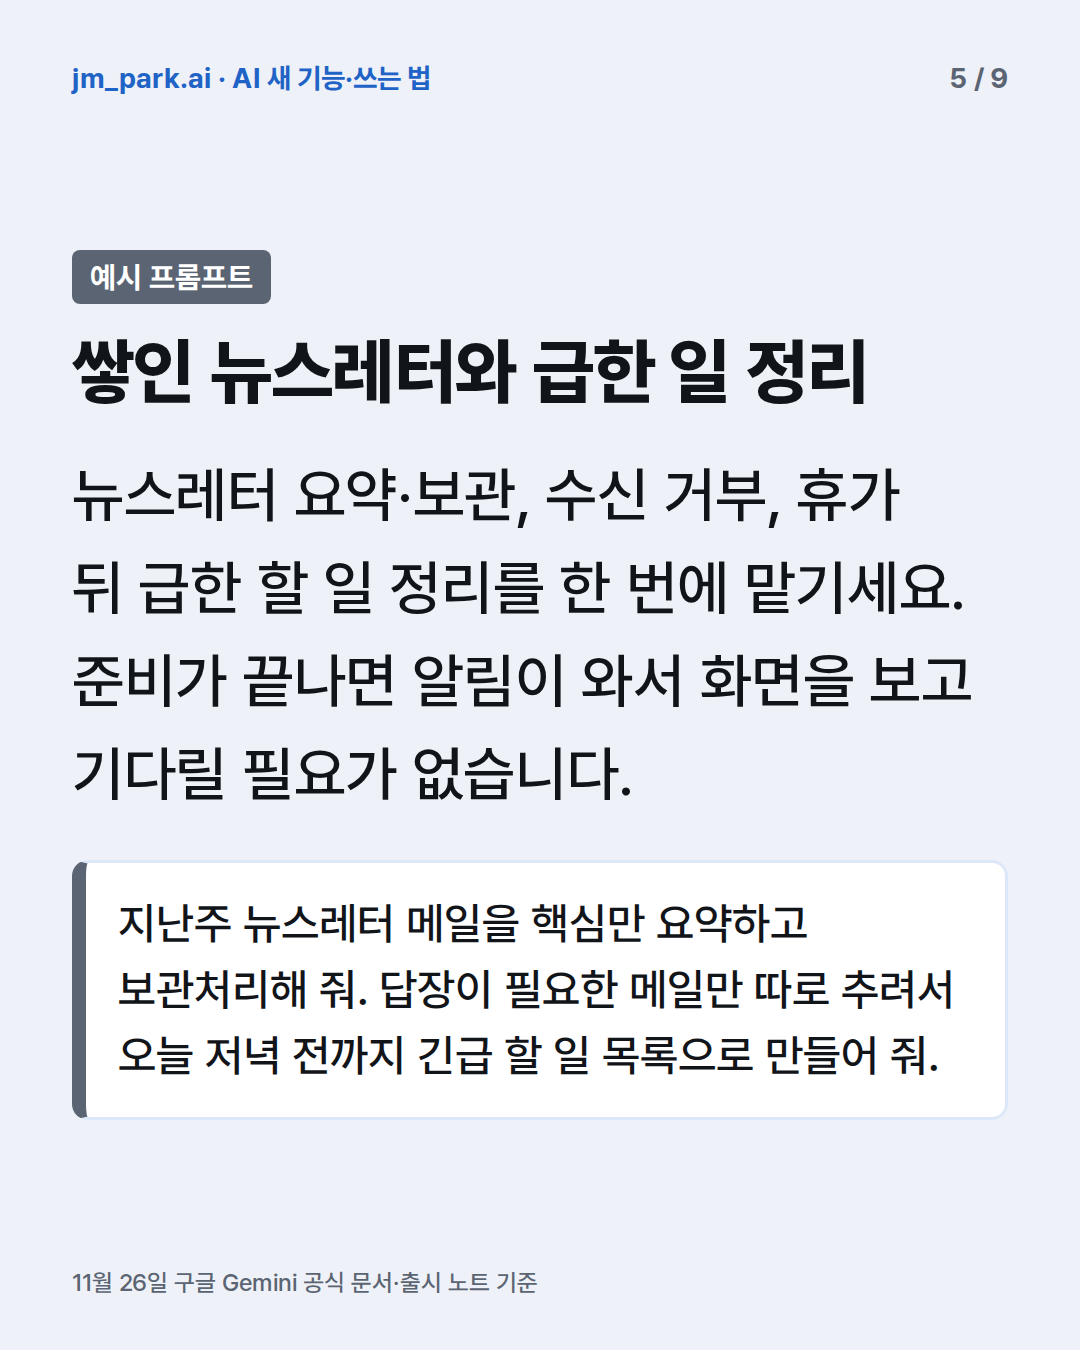 jm_park.ai · AI 새 기능·쓰는 법
5 / 9
예시 프롬프트
쌓인 뉴스레터와 급한 일 정리
뉴스레터 요약·보관, 수신 거부, 휴가
뒤 급한 할 일 정리를 한 번에 맡기세요.
준비가 끝나면 알림이 와서 화면을 보고
기다릴 필요가 없습니다.
지난주 뉴스레터 메일을 핵심만 요약하고
보관처리해 줘. 답장이 필요한 메일만 따로 추려서
오늘 저녁 전까지 긴급 할 일 목록으로 만들어 줘.
11월 26일 구글 Gemini 공식 문서·출시 노트 기준